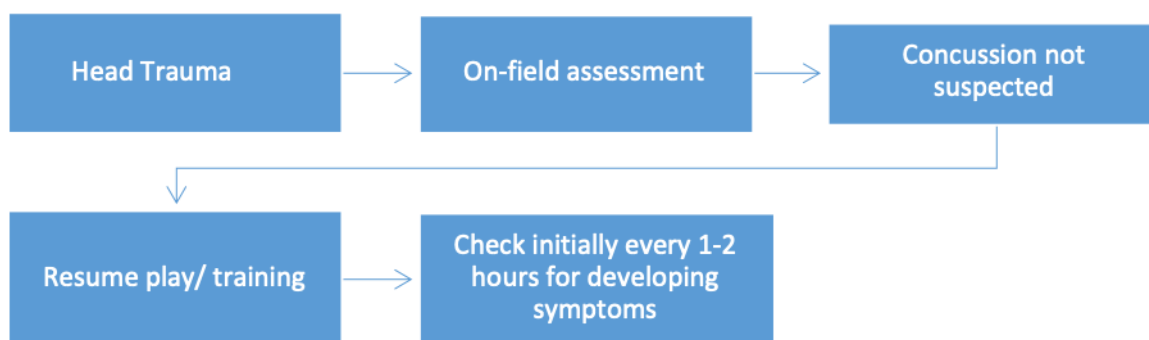 Head Trauma
On-field assessment
Concussion not
suspected
Resume play/ training
Check initially every 1-2
hours for developing
symptoms